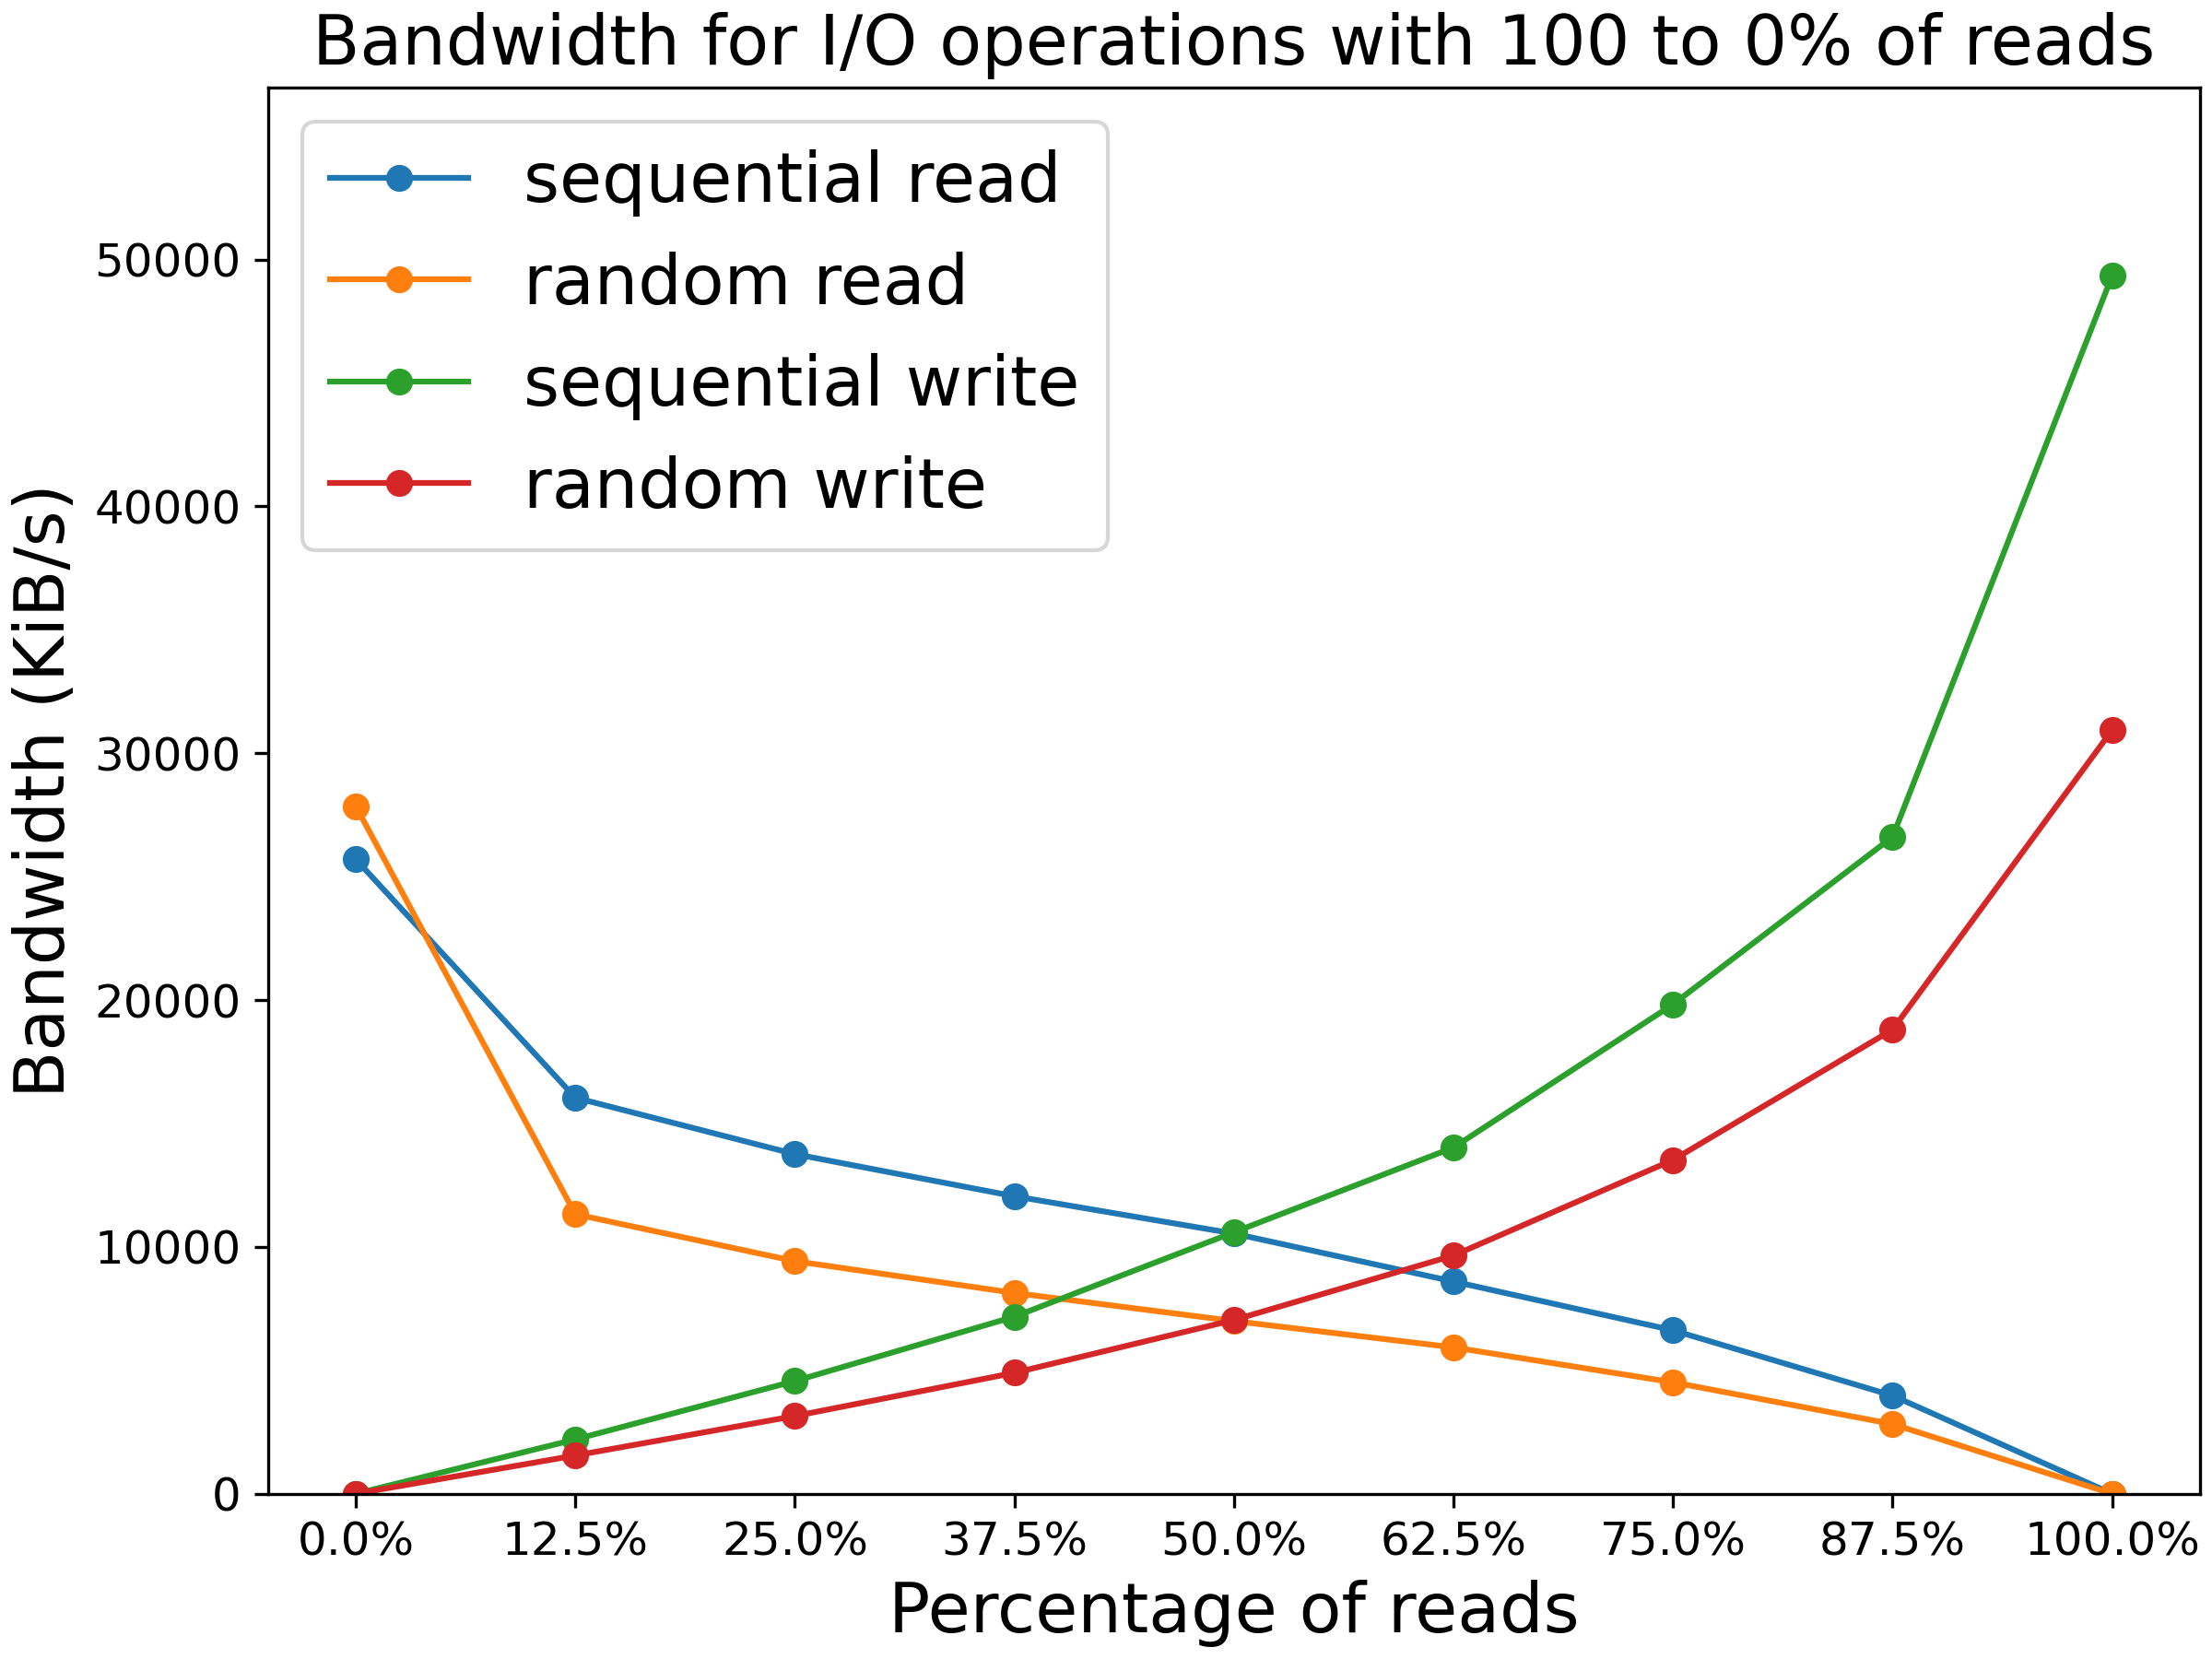 Bandwidth for I/O operations with 100 to 0% of reads
sequential read
random read
sequential write
random write
Bandwidth (KiB/s)
50000
40000
30000
20000
10000
0
0.0% 12.5% 25.0% 37.5% 50.0% 62.5% 75.0% 87.5% 100.0%
Percentage of reads